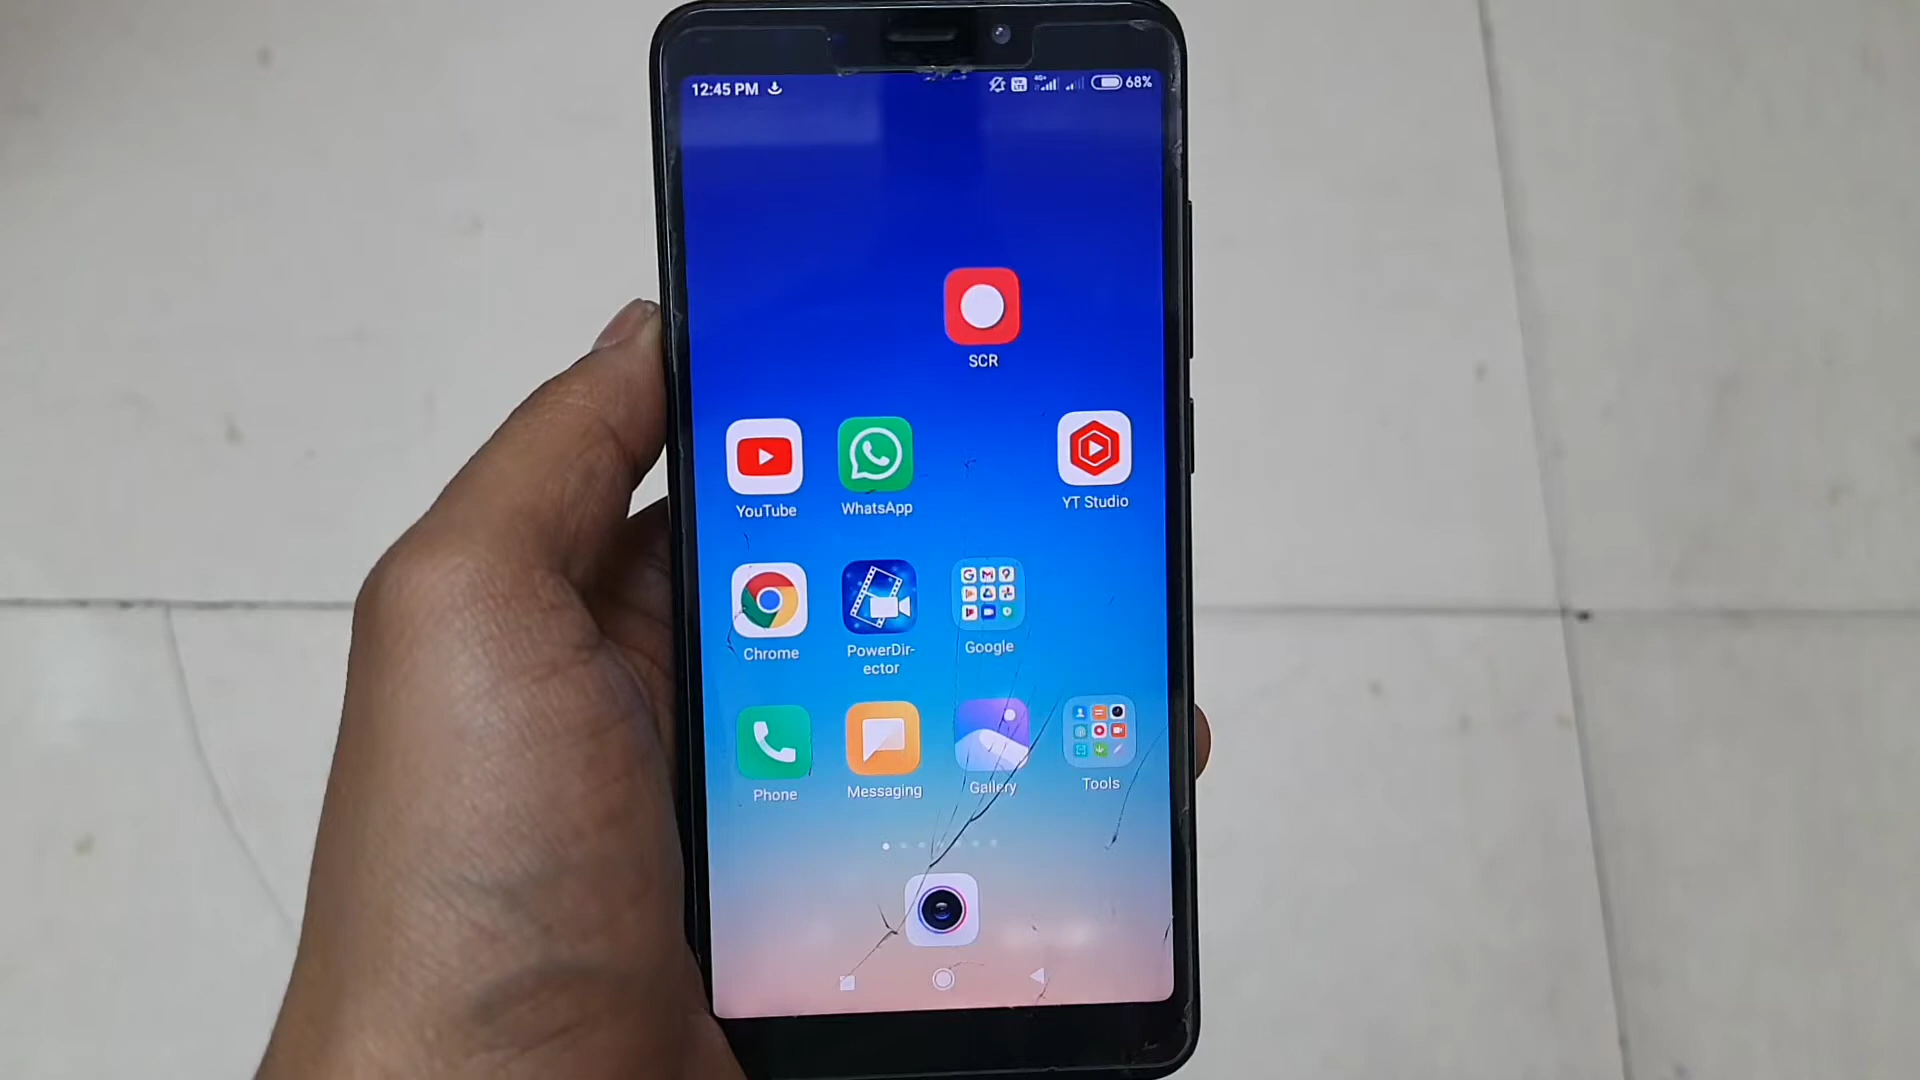 12:45 PM 68%
SCR
YouTube WhatsApp YT Studio
Chrome PowerDir-
ector Google
Phone Messaging Gallery Tools